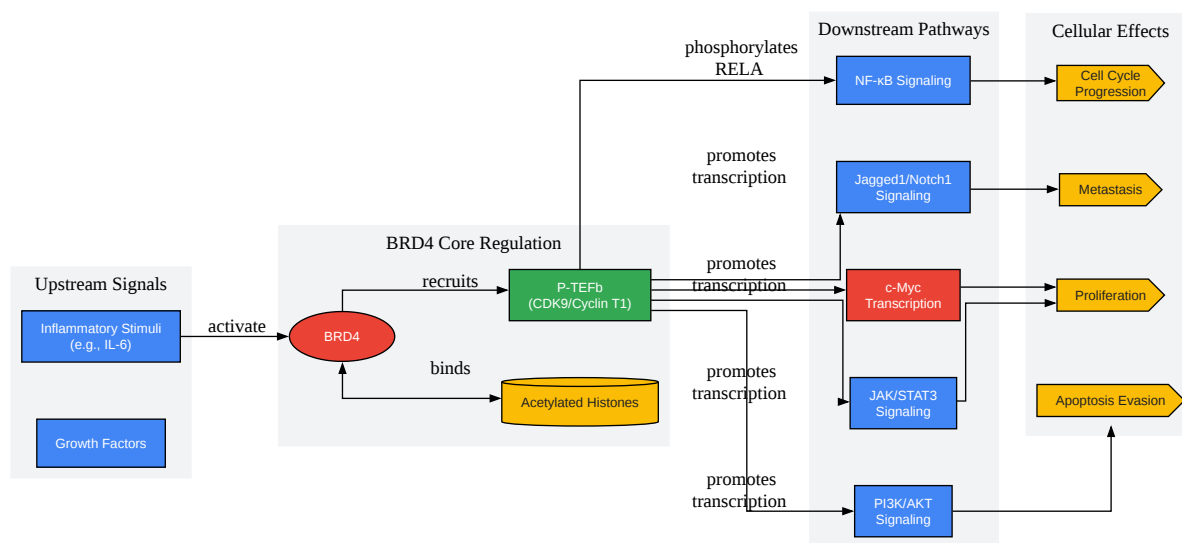 Upstream Signals
Inflammatory Stimuli
(e.g., IL-6)
Growth Factors
activate
BRD4 Core Regulation
BRD4
recruits
P-TEFb
(CDK9/Cyclin T1)
binds
Acetylated Histones
phosphorylates
RELA
promotes
transcription
promotes
transcription
promotes
transcription
promotes
transcription
Downstream Pathways
NF-κB Signaling
Jagged1/Notch1
Signaling
c-Myc
Transcription
JAK/STAT3
Signaling
PI3K/AKT
Signaling
Cellular Effects
Cell Cycle
Progression
Metastasis
Proliferation
Apoptosis Evasion